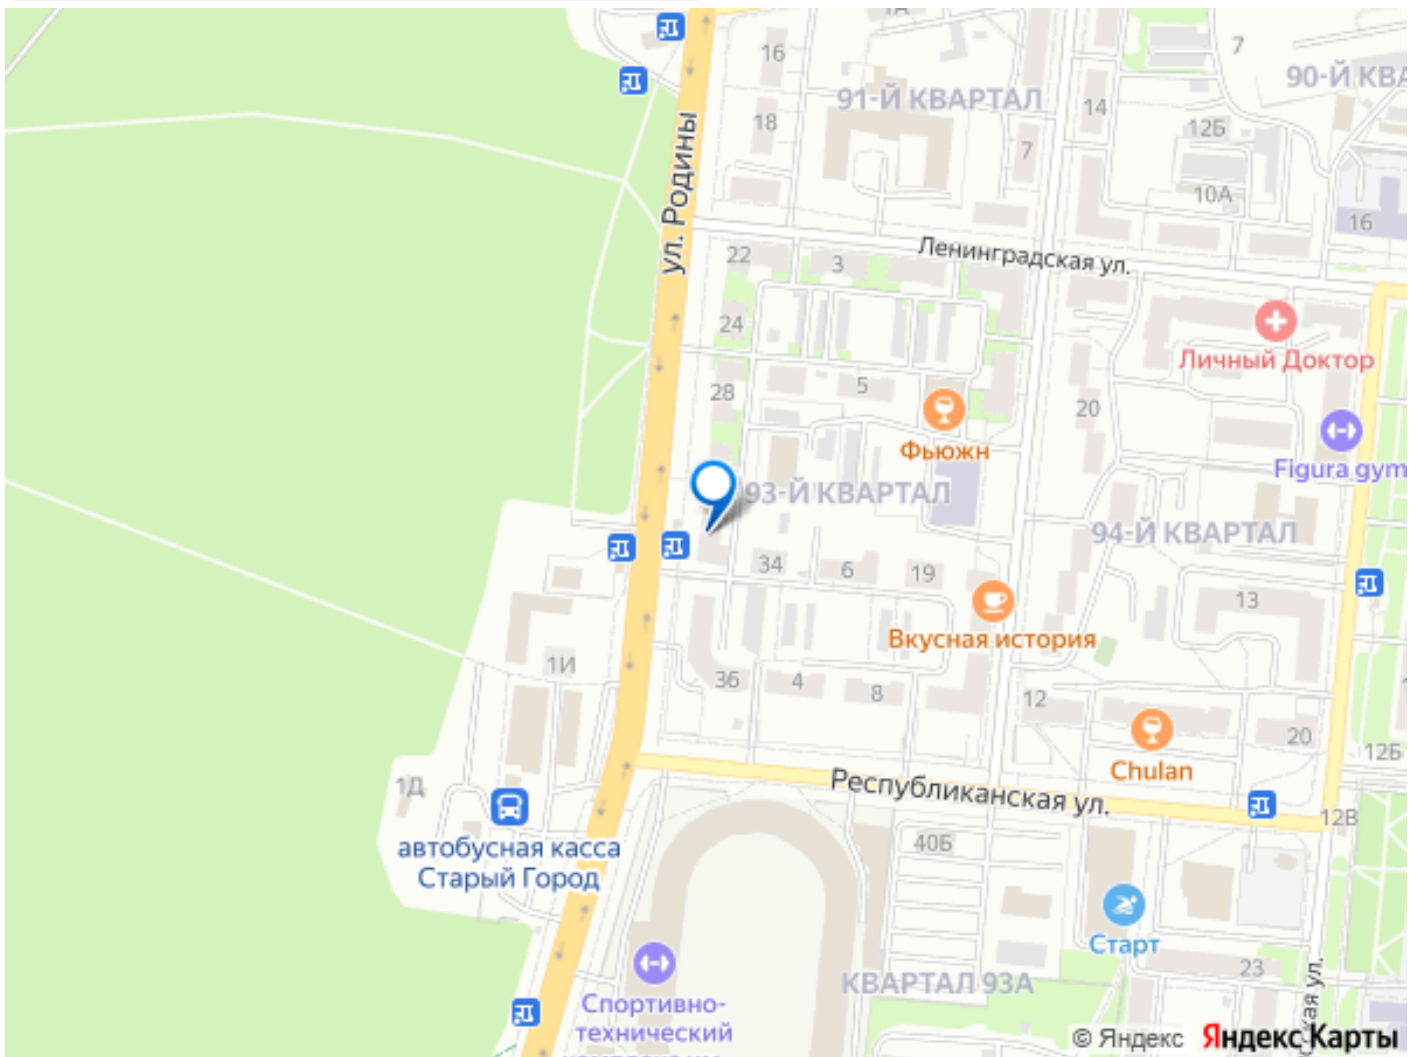 1А
16
7
90-Й КВА
91-Й КВАРТАЛ
14
18
12Б
7
ул. Родины
10А
16
Ленинградская ул.
22
3
24
Личный Доктор
5
28
20
Фьюжн
Figura gym
93-Й КВАРТАЛ
94-Й КВАРТАЛ
34
6
19
13
Вкусная история
1И
36
4
8
12
20
12Б
Chulan
1Д
Республиканская ул.
12В
автобусная касса
Старый Город
40Б
Старт
23
КВАРТАЛ 93А
Спортивно-
технический
ская ул.
© Яндекс Яндекс Карты